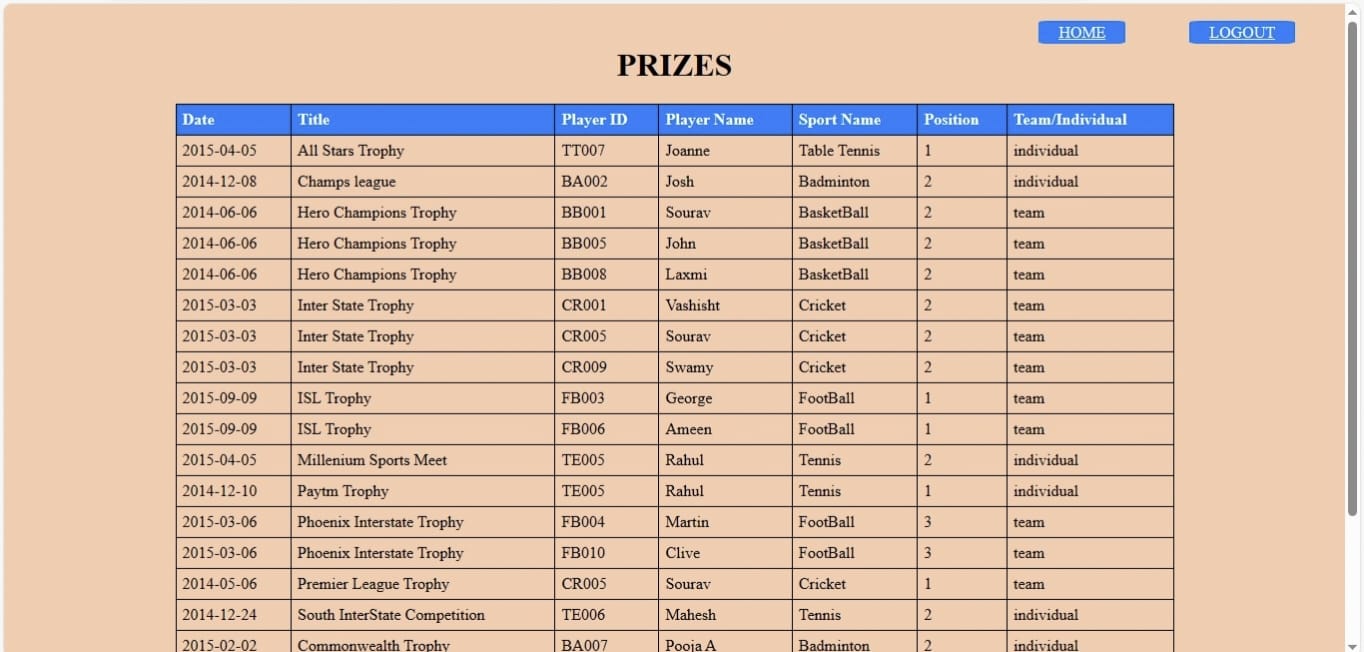 HOME LOGOUT
PRIZES
Date Title Player ID Player Name Sport Name Position Team/Individual
2015-04-05 All Stars Trophy TT007 Joanne Table Tennis 1 individual
2014-12-08 Champs league BA002 Josh Badminton 2 individual
2014-06-06 Hero Champions Trophy BB001 Sourav BasketBall 2 team
2014-06-06 Hero Champions Trophy BB005 John BasketBall 2 team
2014-06-06 Hero Champions Trophy BB008 Laxmi BasketBall 2 team
2015-03-03 Inter State Trophy CR001 Vashisht Cricket 2 team
2015-03-03 Inter State Trophy CR005 Sourav Cricket 2 team
2015-03-03 Inter State Trophy CR009 Swamy Cricket 2 team
2015-09-09 ISL Trophy FB003 George FootBall 1 team
2015-09-09 ISL Trophy FB006 Ameen FootBall 1 team
2015-04-05 Millenium Sports Meet TE005 Rahul Tennis 2 individual
2014-12-10 Paytm Trophy TE005 Rahul Tennis 1 individual
2015-03-06 Phoenix Interstate Trophy FB004 Martin FootBall 3 team
2015-03-06 Phoenix Interstate Trophy FB010 Clive FootBall 3 team
2014-05-06 Premier League Trophy CR005 Sourav Cricket 1 team
2014-12-24 South InterState Competition TE006 Mahesh Tennis 2 individual
2015-02-02 Commonwealth Trophy BA007 Pooja A Badminton 2 individual